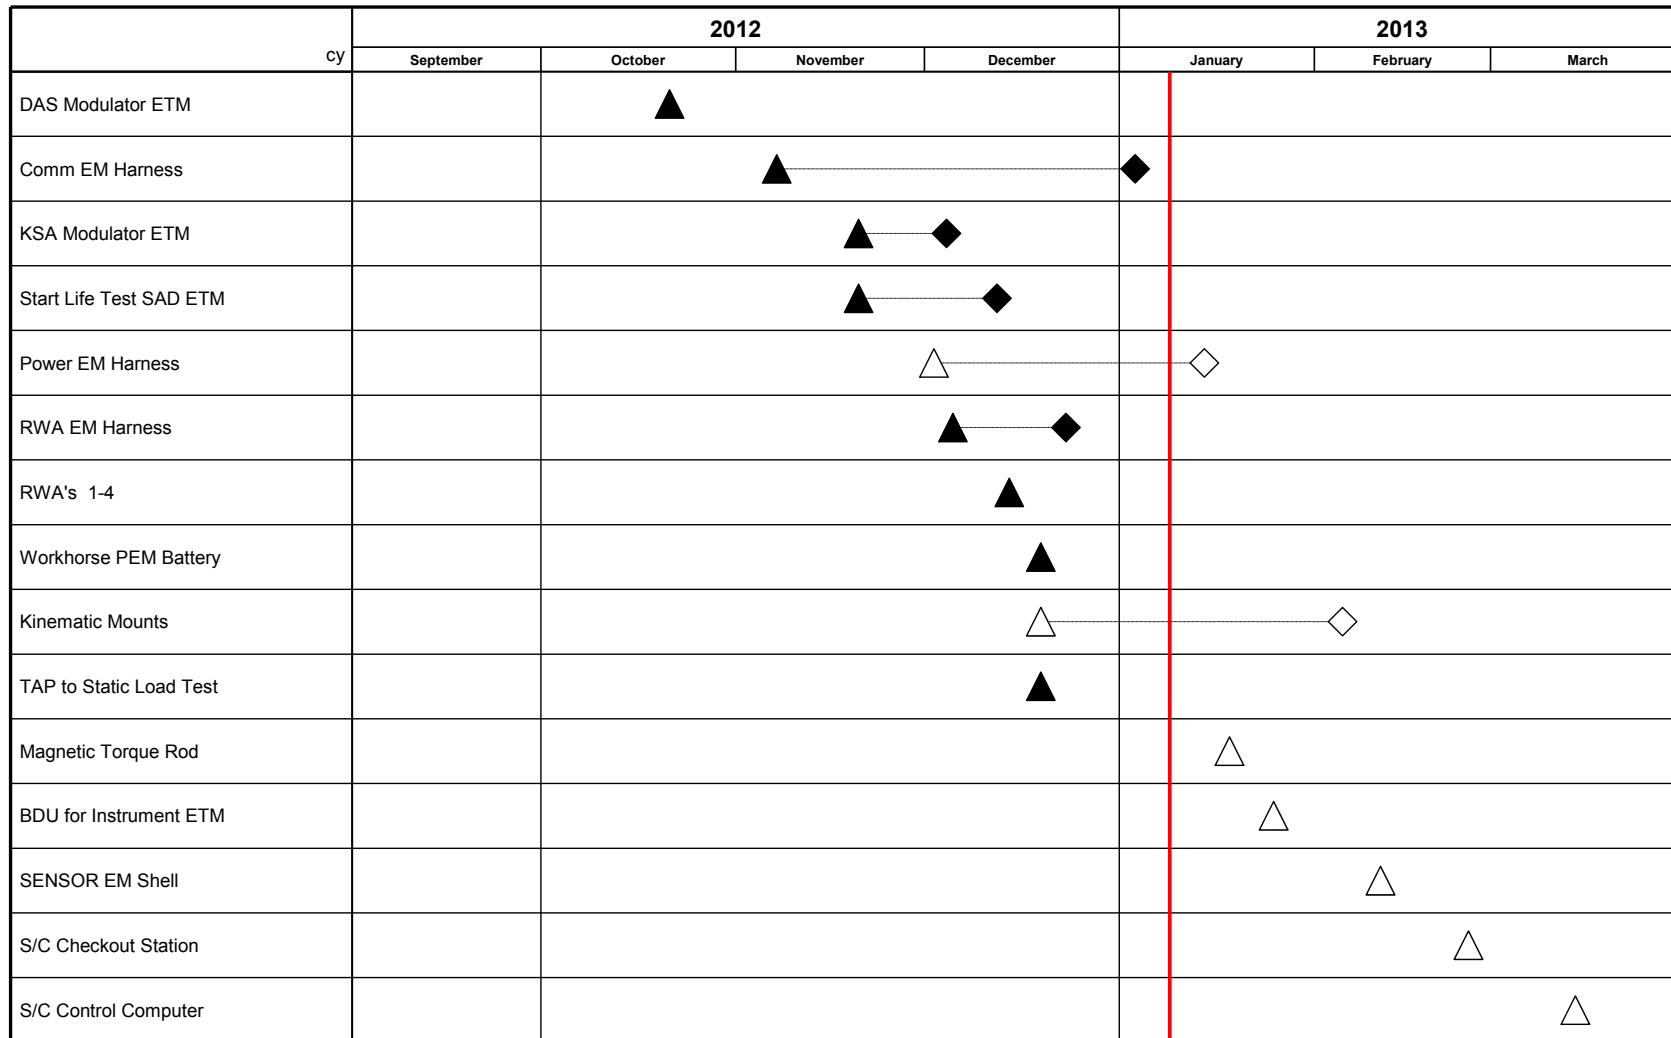 2012
2013
cy
September
October
November
December
January
February
March
DAS Modulator ETM
Comm EM Harness
KSA Modulator ETM
Start Life Test SAD ETM
Power EM Harness
RWA EM Harness
RWA's  1-4
Workhorse PEM Battery
Kinematic Mounts
TAP to Static Load Test
Magnetic Torque Rod
BDU for Instrument ETM
SENSOR EM Shell
S/C Checkout Station
S/C Control Computer